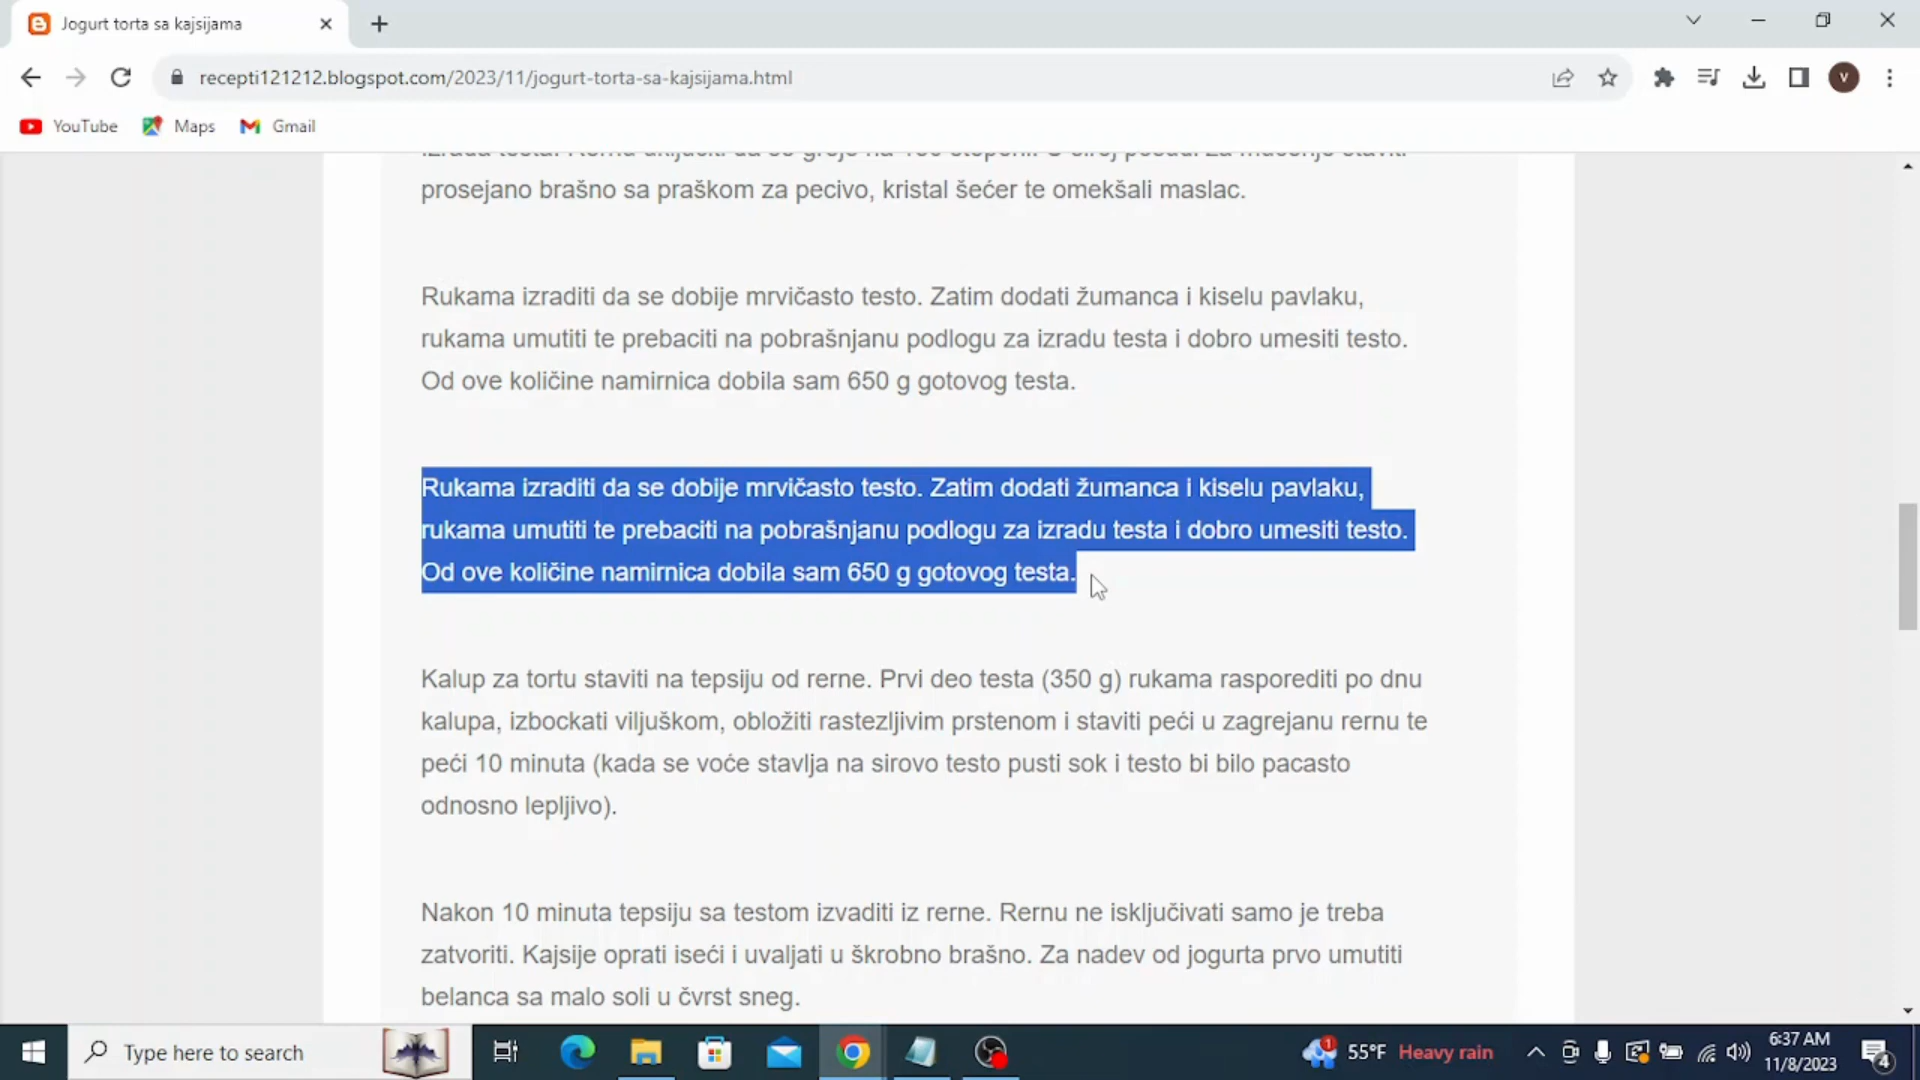 Jogurt torta sa kajsijama
recepti121212.blogspot.com/2023/11/jogurt-torta-sa-kajsijama.html
V
YouTube
Maps
Gmail
prosejano brašno sa praškom za pecivo, kristal šećer te omekšali maslac.
Rukama izraditi da se dobije mrvičasto testo. Zatim dodati žumanca i kiselu pavlaku,
rukama umutiti te prebaciti na pobrašnjanu podlogu za izradu testa i dobro umesiti testo.
Od ove količine namirnica dobila sam 650 g gotovog testa.
Rukama izraditi da se dobije mrvičasto testo. Zatim dodati žumanca i kiselu pavlaku,
rukama umutiti te prebaciti na pobrašnjanu podlogu za izradu testa i dobro umesiti testo.
Od ove količine namirnica dobila sam 650 g gotovog testa.
Kalup za tortu staviti na tepsiju od rerne. Prvi deo testa (350 g) rukama rasporediti po dnu
kalupa, izbockati viljuškom, obložiti rastezljivim prstenom i staviti peći u zagrejanu rernu te
peći 10 minuta (kada se voće stavlja na sirovo testo pusti sok i testo bi bilo pacasto
odnosno lepljivo).
Nakon 10 minuta tepsiju sa testom izvaditi iz rerne. Rernu ne isključivati samo je treba
zatvoriti. Kajsije oprati iseći i uvaljati u škrobno brašno. Za nadev od jogurta prvo umutiti
belanca sa malo soli u čvrst sneg.
Type here to search
1
55°F Heavy rain
6:37 AM
11/8/2023
4